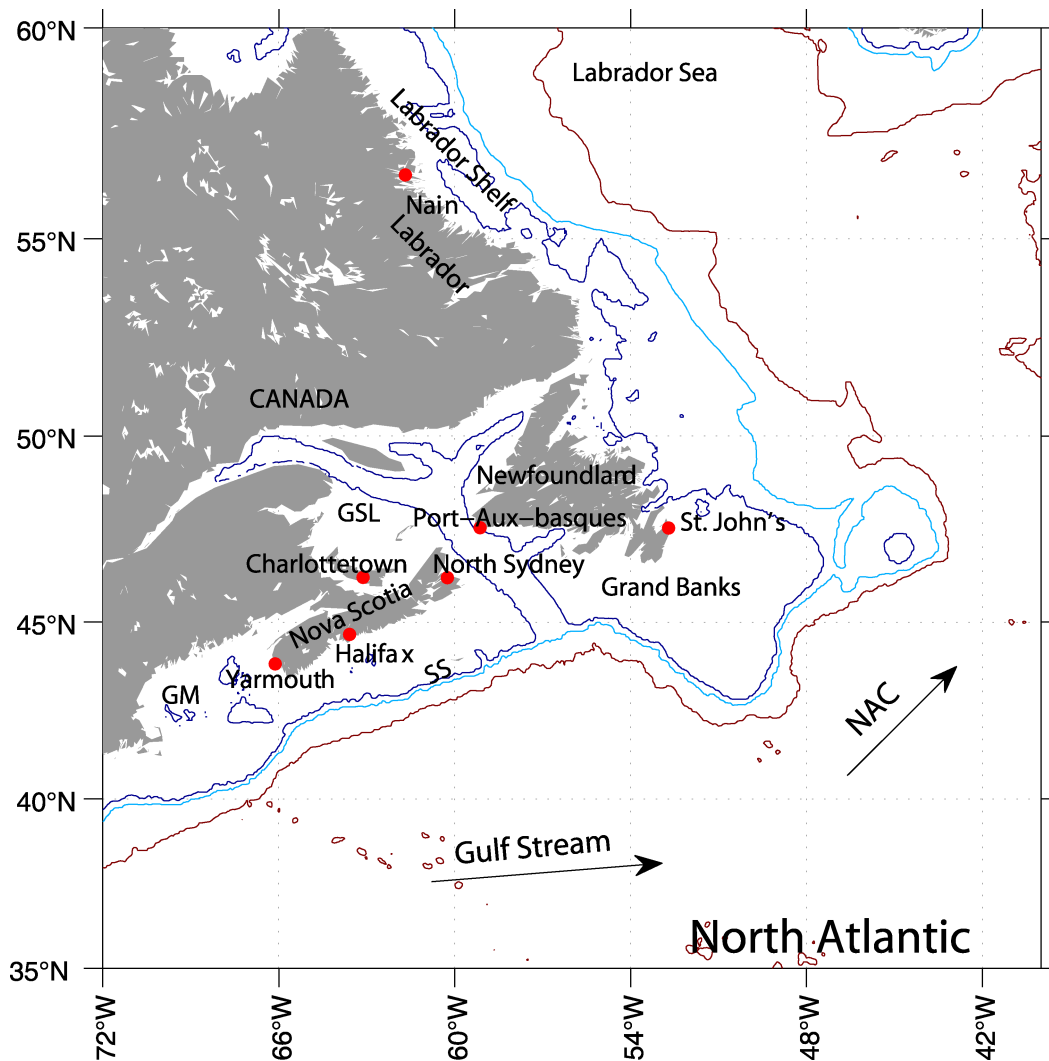 60°N
Labrador Sea
Labrador Shelf
Nain
Labrador
55°N
CANADA
50°N
Newfoundland
GSL
Port−Aux−basques
St. John's
Charlottetown
North Sydney
Grand Banks
Nova Scotia
45°N
Halifax
SS
Yarmouth
GM
NAC
40°N
Gulf Stream
North Atlantic
35°N
72°W
66°W
60°W
54°W
48°W
42°W